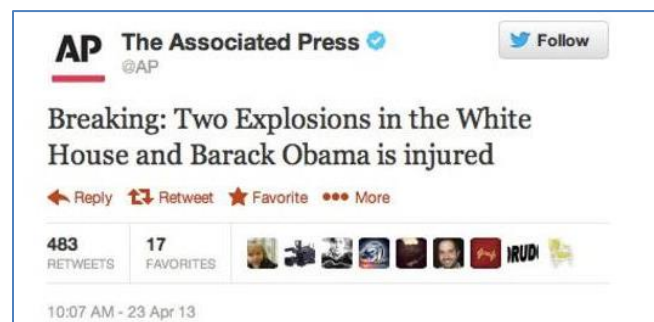 AP The Associated Press Follow
@AP
Breaking: Two Explosions in the White
House and Barack Obama is injured
Reply Retweet Favorite More
483 17
RETWEETS FAVORITES
10:07 AM - 23 Apr 13